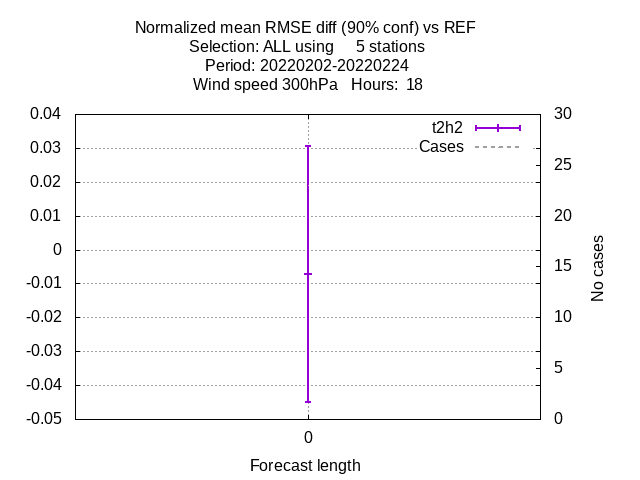 Normalized mean RMSE diff (90% conf) vs REF
Selection: ALL using     5 stations
Period: 20220202-20220224
Wind speed 300hPa   Hours:  18
0.04
0.03
0.02
0.01
0
-0.01
-0.02
-0.03
-0.04
-0.05
t2h2
Cases
30
25
20
15
10
5
0
No cases
0
Forecast length